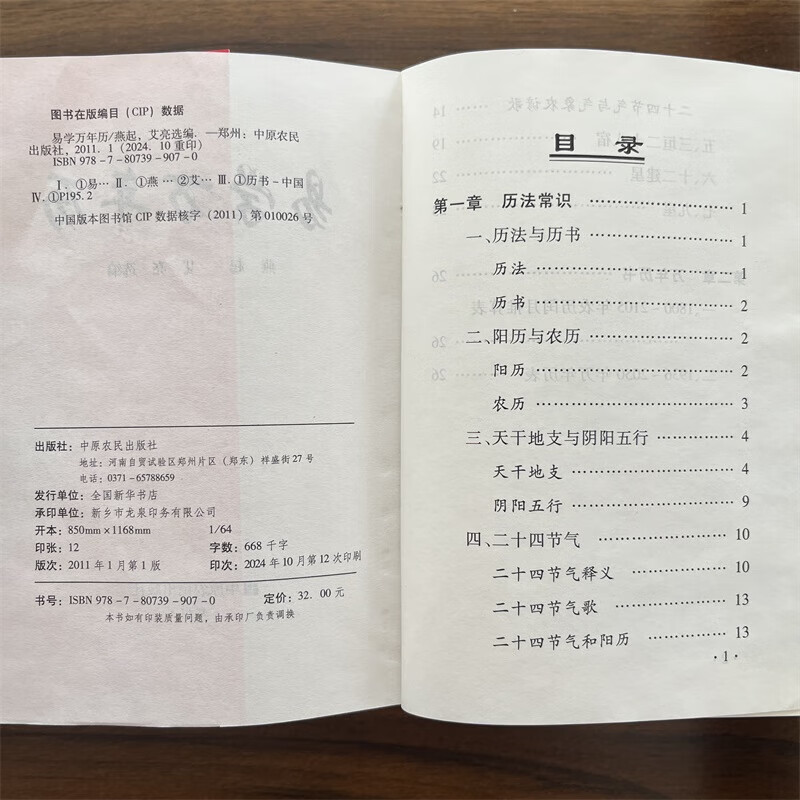 图书在版编目（CIP）数据
易学万年历/燕起，艾亮选编．—郑州：中原农民
出版社，2011．1（2024．10重印）
ISBN 978－7－80739－907－0
Ⅰ．①易… Ⅱ．①燕…②艾… Ⅲ．①历书－中国
Ⅳ．①P195.2
中国版本图书馆CIP数据核字（2011）第010026号
出版社：中原农民出版社
地址：河南自贸试验区郑州片区（郑东）祥盛街27号
电话：0371－65788659
发行单位：全国新华书店
承印单位：新乡市龙泉印务有限公司
开本：850mm×1168mm 1/64
印张：12 字数：668千字
版次：2011年1月第1版 印次：2024年10月第12次印刷
书号：ISBN 978－7－80739－907－0 定价：32.00元
本书如有印装质量问题，由承印厂负责调换
目 录
第一章 历法常识 ………………… 1
一、历法与历书 ………………… 1
历法 ………………… 1
历书 ………………… 2
二、阳历与农历 ………………… 2
阳历 ………………… 2
农历 ………………… 3
三、天干地支与阴阳五行 ………… 4
天干地支 ………………… 4
阴阳五行 ………………… 9
四、二十四节气 ………………… 10
二十四节气释义 ………………… 10
二十四节气歌 ………………… 13
二十四节气和阳历 …………… 13
·1·